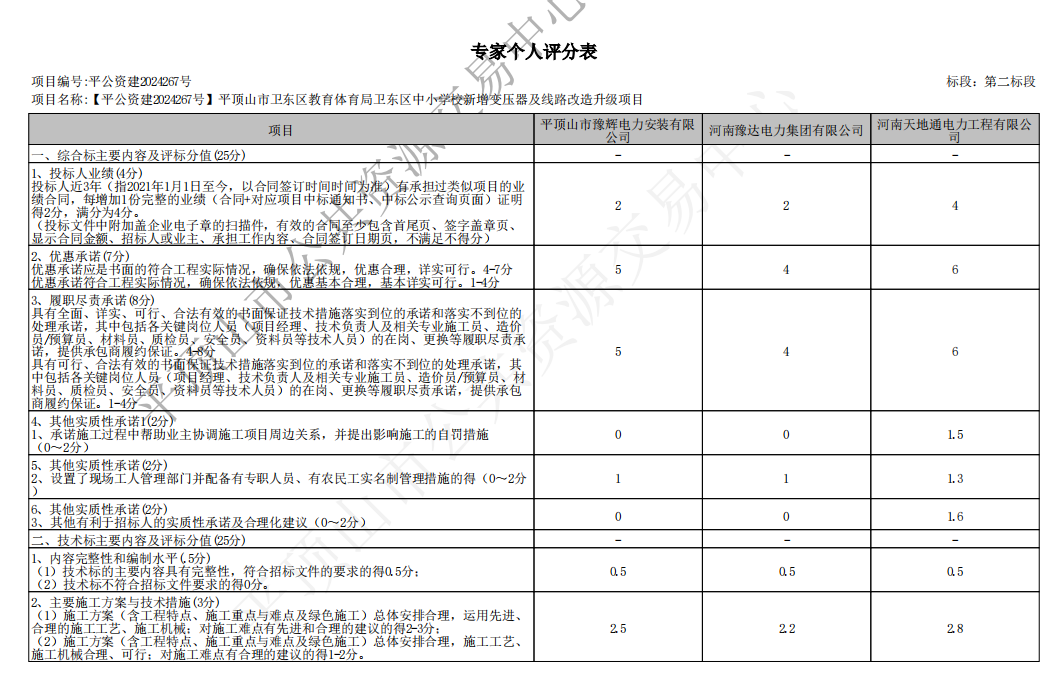 专家个人评分表
项目编号:平公资建2024267号 标段：第二标段
项目名称:【平公资建2024267号】平顶山市卫东区教育体育局卫东区中小学校新增变压器及线路改造升级项目
项目 平顶山市豫辉电力安装有限公司 河南豫达电力集团有限公司 河南天地通电力工程有限公司
一、综合标主要内容及评标分值(25分) - - -
1、投标人业绩(4分)
投标人近3年（指2021年1月1日至今，以合同签订时间时间为准）有承担过类似项目的业
绩合同，每增加1份完整的业绩（合同+对应项目中标通知书、中标公示查询页面）证明
得2分，满分为4分。
（投标文件中附加盖企业电子章的扫描件，有效的合同至少包含首尾页、签字盖章页、
显示合同金额、招标人或业主、承担工作内容、合同签订日期页，不满足不得分）
2 2 4
2、优惠承诺(7分)
优惠承诺应是书面的符合工程实际情况，确保依法依规，优惠合理，详实可行。4-7分
优惠承诺符合工程实际情况，确保依法依规，优惠基本合理，基本详实可行。1-4分
5 4 6
3、履职尽责承诺(8分)
具有全面、详实、可行、合法有效的书面保证技术措施落实到位的承诺和落实不到位的
处理承诺，其中包括各关键岗位人员（项目经理、技术负责人及相关专业施工员、造价
员/预算员、材料员、质检员、安全员、资料员等技术人员）的在岗、更换等履职尽责承
诺，提供承包商履约保证。4-8分
具有可行、合法有效的书面保证技术措施落实到位的承诺和落实不到位的处理承诺，其
中包括各关键岗位人员（项目经理、技术负责人及相关专业施工员、造价员/预算员、材
料员、质检员、安全员、资料员等技术人员）的在岗、更换等履职尽责承诺，提供承包
商履约保证。1-4分
5 4 6
4、其他实质性承诺1(2分)
1、承诺施工过程中帮助业主协调施工项目周边关系，并提出影响施工的自罚措施
（0～2分）
0 0 1.5
5、其他实质性承诺(2分)
2、设置了现场工人管理部门并配备有专职人员、有农民工实名制管理措施的得（0～2分
）
1 1 1.3
6、其他实质性承诺(2分)
3、其他有利于招标人的实质性承诺及合理化建议（0～2分）
0 0 1.6
二、技术标主要内容及评标分值(25分) - - -
1、内容完整性和编制水平(.5分)
（1）技术标的主要内容具有完整性，符合招标文件的要求的得0.5分；
（2）技术标不符合招标文件要求的得0分。
0.5 0.5 0.5
2、主要施工方案与技术措施(3分)
（1）施工方案（含工程特点、施工重点与难点及绿色施工）总体安排合理，运用先进、
合理的施工工艺、施工机械；对施工难点有先进和合理的建议的得2-3分；
（2）施工方案（含工程特点、施工重点与难点及绿色施工）总体安排合理，施工工艺、
施工机械合理、可行；对施工难点有合理的建议的得1-2分。
2.5 2.2 2.8
平顶山市公共资源交易中心
平顶山市公共资源交易中心